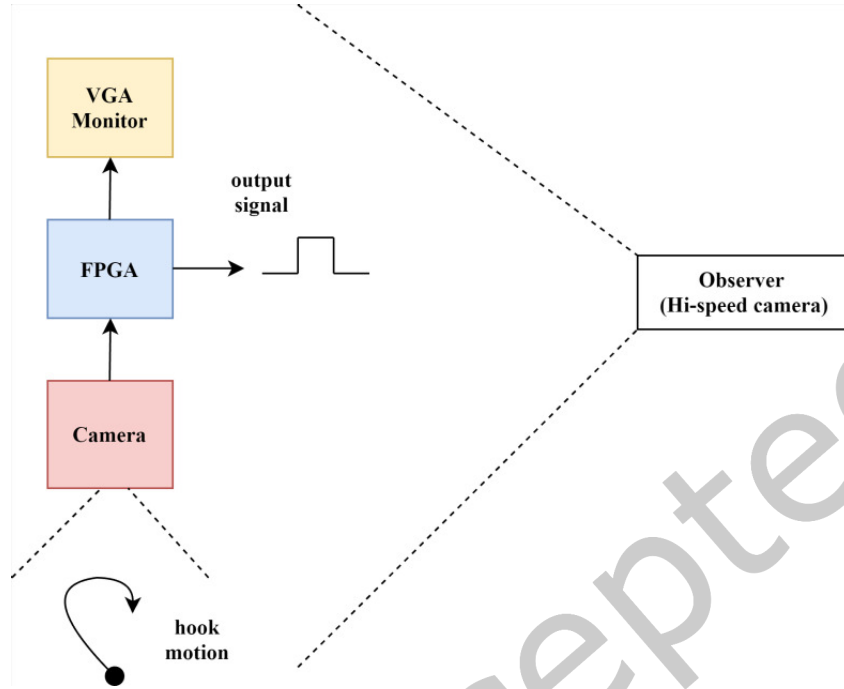 VGA
Monitor
output
signal
FPGA
Observer
(Hi-speed camera)
Camera
hook
motion